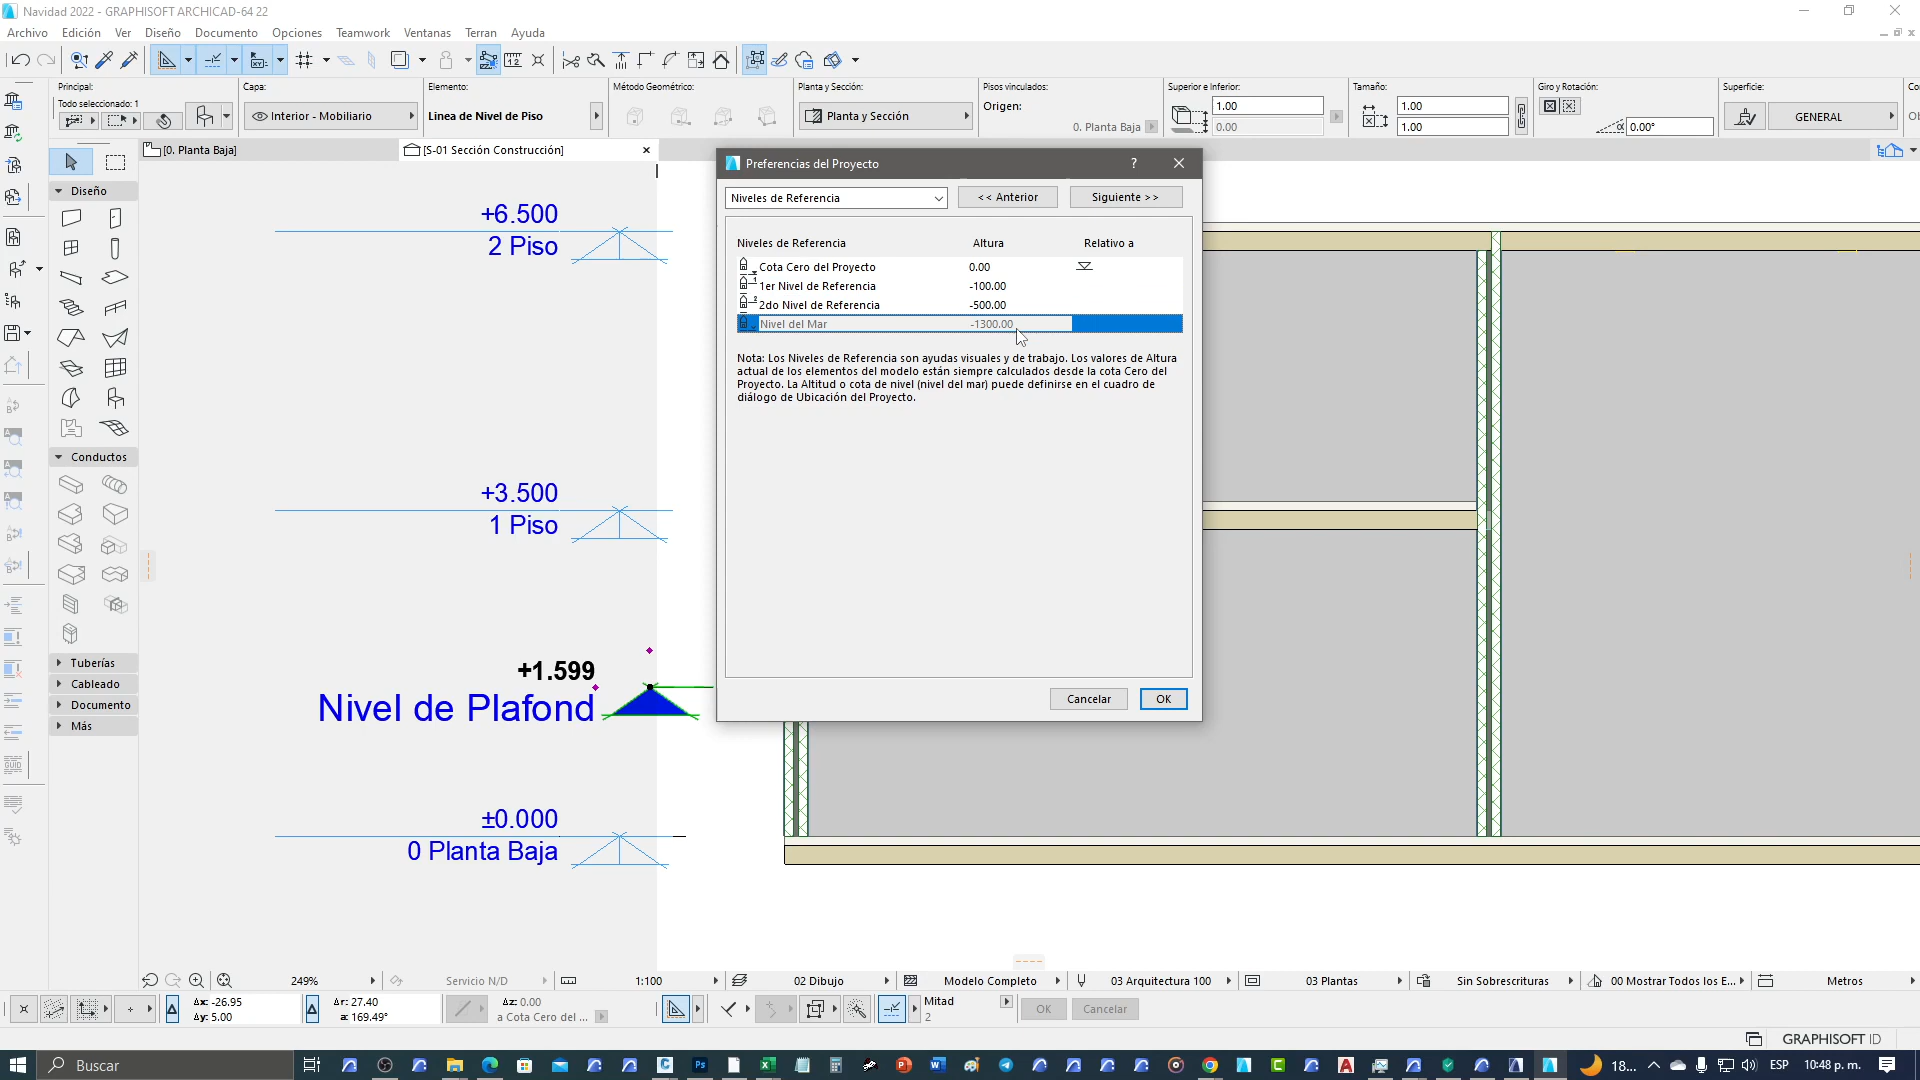 Navidad 2022 - GRAPHISOFT ARCHICAD-64 22
Archivo Edición Ver Diseño Documento Opciones Teamwork Ventanas Terran Ayuda
Principal: Capa: Elemento: Método Geométrico: Planta y Sección: Pisos vinculados: Superior e Inferior: Tamaño: Giro y Rotación: Superficie:
Todo seleccionado: 1
Interior - Mobiliario Linea de Nivel de Piso Planta y Sección Origen: 1.00 1.00 GENERAL
0. Planta Baja 0.00 1.00 0.00°
[0. Planta Baja] [S-01 Sección Construcción]
Diseño
Conductos
Tuberías
Cableado
Documento
Más
GUID
+6.500
2 Piso
+3.500
1 Piso
+1.599
Nivel de Plafond
±0.000
0 Planta Baja
Preferencias del Proyecto ?
Niveles de Referencia << Anterior Siguiente >>
Niveles de Referencia Altura Relativo a
Cota Cero del Proyecto 0.00
1er Nivel de Referencia -100.00
2do Nivel de Referencia -500.00
Nivel del Mar -1300.00
Nota: Los Niveles de Referencia son ayudas visuales y de trabajo. Los valores de Altura
actual de los elementos del modelo están siempre calculados desde la cota Cero del
Proyecto. La Altitud o cota de nivel (nivel del mar) puede definirse en el cuadro de
diálogo de Ubicación del Proyecto.
Cancelar OK
249% Servicio N/D 1:100 02 Dibujo Modelo Completo 03 Arquitectura 100 03 Plantas Sin Sobrescrituras 00 Mostrar Todos los E... Metros
Δx: -26.95 Δr: 27.40 Δz: 0.00 Mitad OK Cancelar
Δy: 5.00 a: 169.49° a Cota Cero del ... 2
GRAPHISOFT ID
Buscar 18... ESP 10:48 p. m.